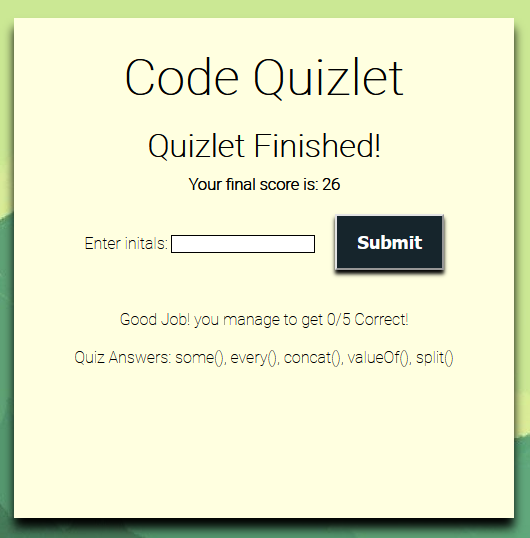 Code Quizlet
Quizlet Finished!
Your final score is: 26
Enter initals: Submit
Good Job! you manage to get 0/5 Correct!
Quiz Answers: some(), every(), concat(), valueOf(), split()